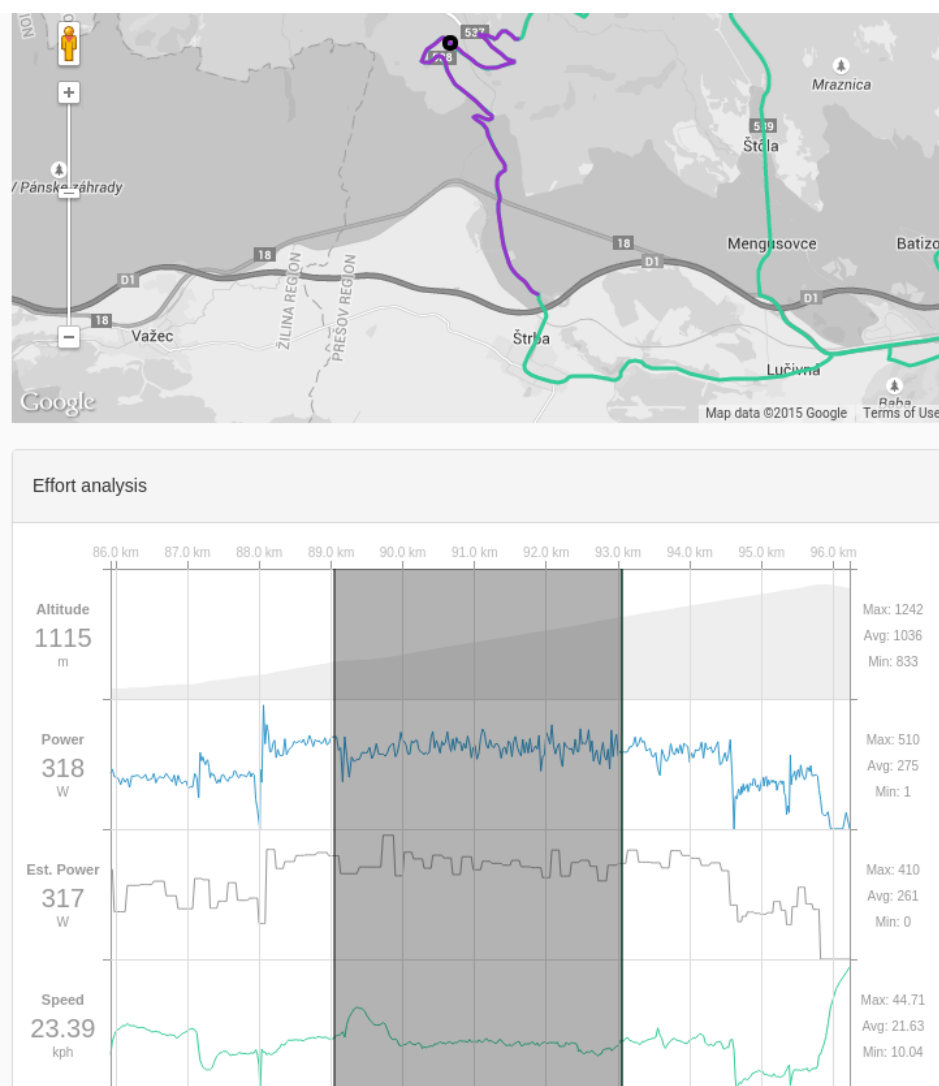 537
Mraznica
539
Štôla
V Pánske záhrady
18
Mengusovce
Batizo
18
D1
D1
ŽILINA REGION
PREŠOV REGION
D1
18
Važec
Štrba
Lučivná
Baba
Google
Map data ©2015 Google Terms of Use
Effort analysis
86.0 km 87.0 km 88.0 km 89.0 km 90.0 km 91.0 km 92.0 km 93.0 km 94.0 km 95.0 km 96.0 km
Altitude
1115
m
Max: 1242
Avg: 1036
Min: 833
Power
318
W
Max: 510
Avg: 275
Min: 1
Est. Power
317
W
Max: 410
Avg: 261
Min: 0
Speed
23.39
kph
Max: 44.71
Avg: 21.63
Min: 10.04